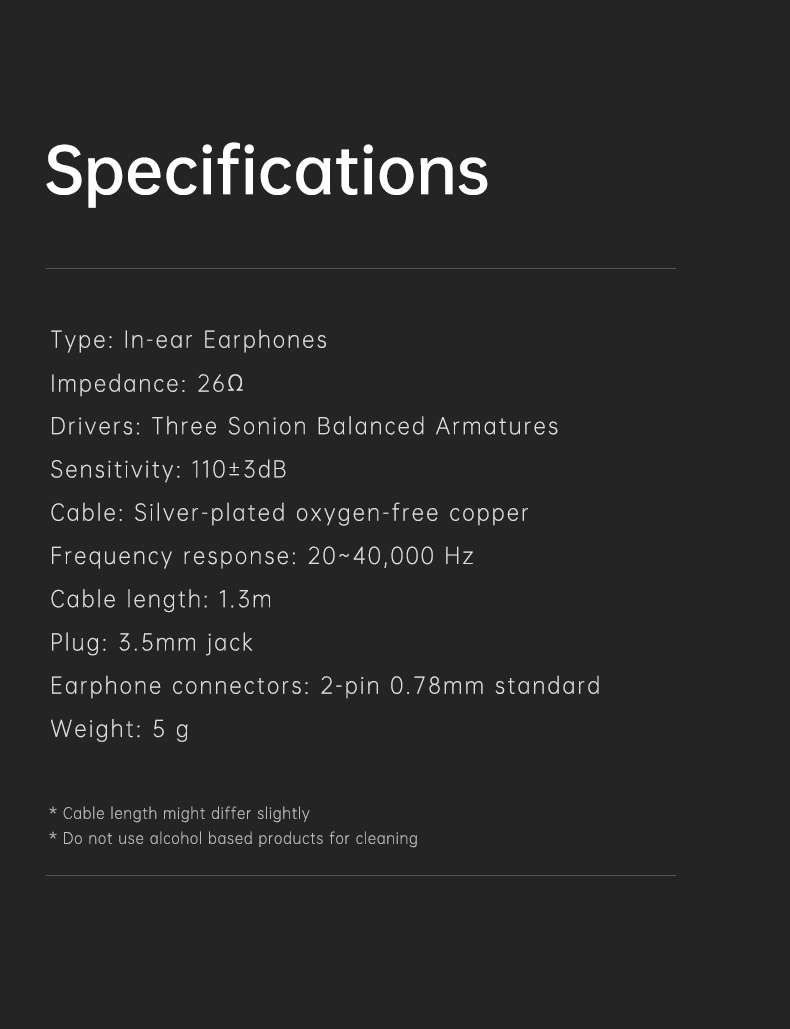 Specifications
Type: In-ear Earphones
Impedance: 26Ω
Drivers: Three Sonion Balanced Armatures
Sensitivity: 110±3dB
Cable: Silver-plated oxygen-free copper
Frequency response: 20~40,000 Hz
Cable length: 1.3m
Plug: 3.5mm jack
Earphone connectors: 2-pin 0.78mm standard
Weight: 5 g
* Cable length might differ slightly
* Do not use alcohol based products for cleaning